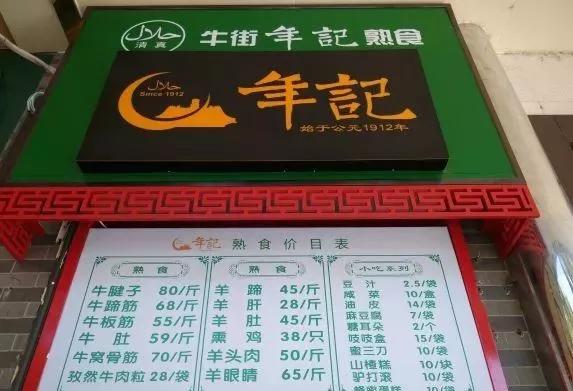 حلال
清真
牛街年記熟食
حلال
Since 1912
年記
始于公元1912年
年記 熟食价目表
熟食
牛腱子 80/斤
牛蹄筋 68/斤
牛板筋 55/斤
牛肚 59/斤
牛窝骨筋 70/斤
孜然牛肉粒 28/袋
熟食
羊蹄 45/斤
羊肝 28/斤
羊肚 45/斤
熏鸡 38/只
羊头肉 50/斤
羊眼睛 65/斤
小吃系列
豆汁 2.5/袋
咸菜 10/盒
油皮 14/袋
麻豆腐 7/袋
糖耳朵 2/个
吱吱盒 15/袋
蜜三刀 10/袋
山楂糕 10/块
驴打滚 10/袋